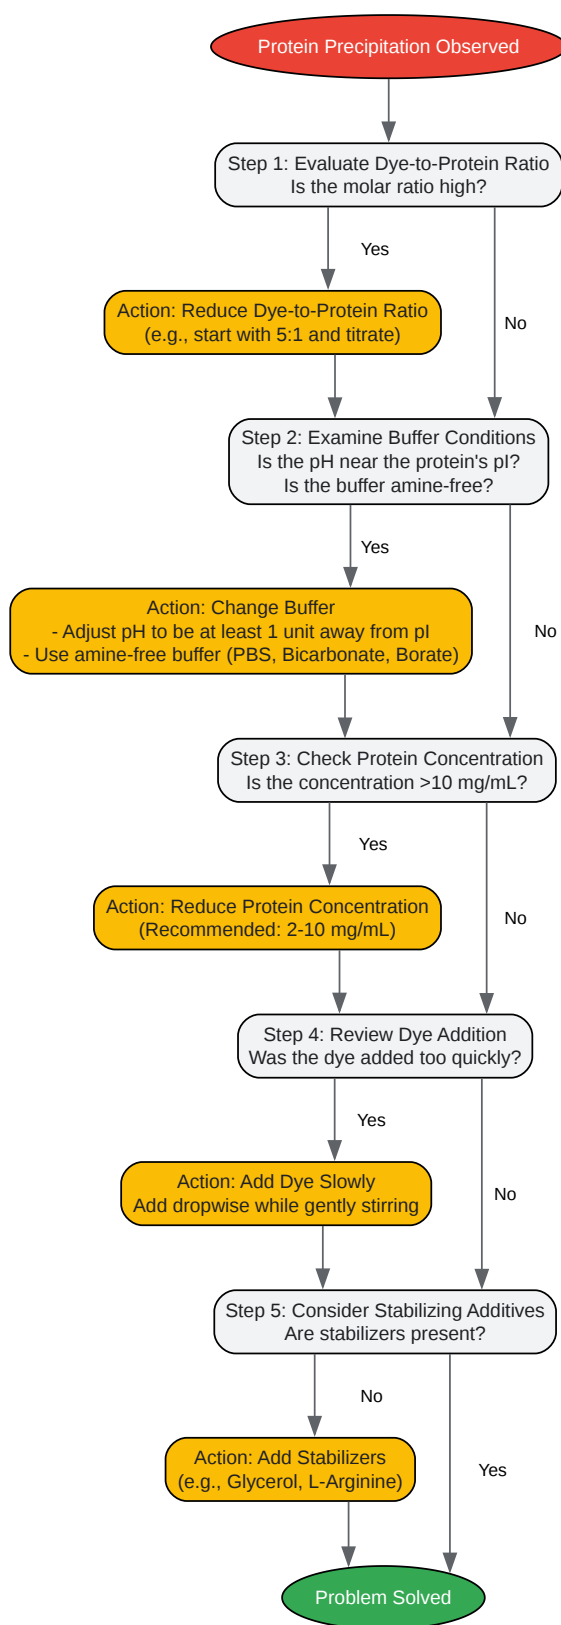 Protein Precipitation Observed
Step 1: Evaluate Dye-to-Protein Ratio
Is the molar ratio high?
Yes
Action: Reduce Dye-to-Protein Ratio
(e.g., start with 5:1 and titrate)
No
Step 2: Examine Buffer Conditions
Is the pH near the protein's pI?
Is the buffer amine-free?
Yes
Action: Change Buffer
- Adjust pH to be at least 1 unit away from pI
- Use amine-free buffer (PBS, Bicarbonate, Borate)
No
Step 3: Check Protein Concentration
Is the concentration >10 mg/mL?
Yes
Action: Reduce Protein Concentration
(Recommended: 2-10 mg/mL)
No
Step 4: Review Dye Addition
Was the dye added too quickly?
Yes
Action: Add Dye Slowly
Add dropwise while gently stirring
No
Step 5: Consider Stabilizing Additives
Are stabilizers present?
No
Action: Add Stabilizers
(e.g., Glycerol, L-Arginine)
Yes
Problem Solved